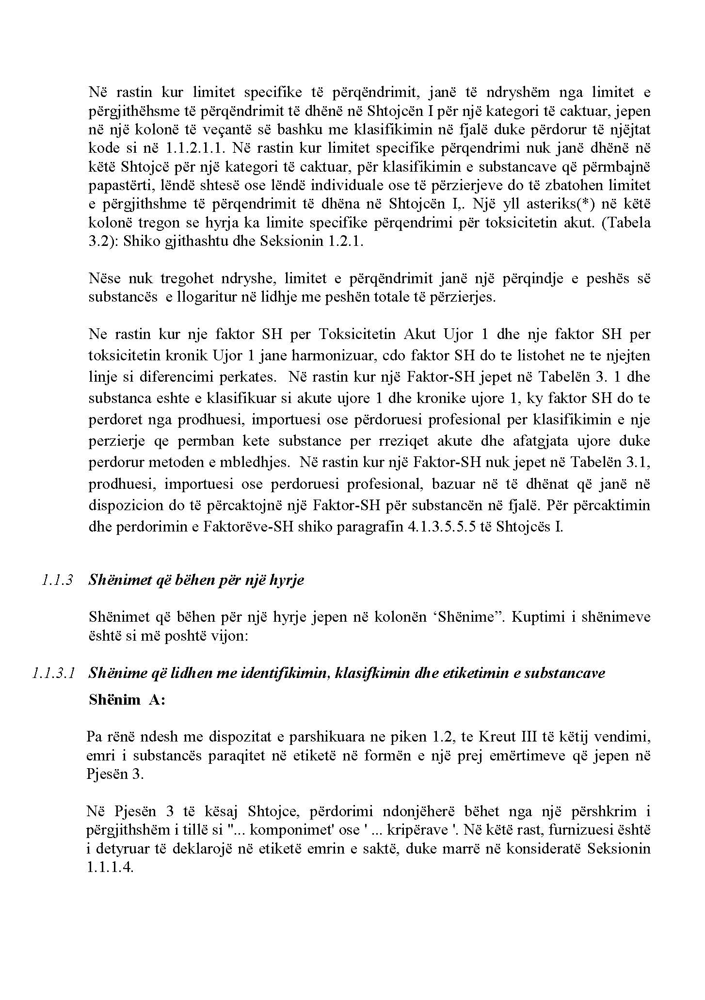 Në rastin kur limitet specifike të përqëndrimit, janë të ndryshëm nga limitet e
përgjithëhsme të përqëndrimit të dhënë në Shtojcën I për një kategori të caktuar, jepen
në një kolonë të veçantë së bashku me klasifikimin në fjalë duke përdorur të njëjtat
kode si në 1.1.2.1.1. Në rastin kur limitet specifike përqendrimi nuk janë dhënë në
këtë Shtojcë për një kategori të caktuar, për klasifikimin e substancave që përmbajnë
papastërti, lëndë shtesë ose lëndë individuale ose të përzierjeve do të zbatohen limitet
e përgjithshme të përqendrimit të dhëna në Shtojcën I,. Një yll asteriks(*) në këtë
kolonë tregon se hyrja ka limite specifike përqendrimi për toksicitetin akut. (Tabela
3.2): Shiko gjithashtu dhe Seksionin 1.2.1.
Nëse nuk tregohet ndryshe, limitet e përqëndrimit janë një përqindje e peshës së
substancës e llogaritur në lidhje me peshën totale të përzierjes.
Ne rastin kur nje faktor SH per Toksicitetin Akut Ujor 1 dhe nje faktor SH per
toksicitetin kronik Ujor 1 jane harmonizuar, cdo faktor SH do te listohet ne te njejten
linje si diferencimi perkates. Në rastin kur një Faktor-SH jepet në Tabelën 3. 1 dhe
substanca eshte e klasifikuar si akute ujore 1 dhe kronike ujore 1, ky faktor SH do te
perdoret nga prodhuesi, importuesi ose përdoruesi profesional per klasifikimin e nje
perzierje qe permban kete substance per rreziqet akute dhe afatgjata ujore duke
perdorur metoden e mbledhjes. Në rastin kur një Faktor-SH nuk jepet në Tabelën 3.1,
prodhuesi, importuesi ose perdoruesi profesional, bazuar në të dhënat që janë në
dispozicion do të përcaktojnë një Faktor-SH për substancën në fjalë. Për përcaktimin
dhe perdorimin e Faktorëve-SH shiko paragrafin 4.1.3.5.5.5 të Shtojcës I.
1.1.3 Shënimet që bëhen për një hyrje
Shënimet që bëhen për një hyrje jepen në kolonën ‘Shënime”. Kuptimi i shënimeve
është si më poshtë vijon:
1.1.3.1 Shënime që lidhen me identifikimin, klasifkimin dhe etiketimin e substancave
Shënim A:
Pa rënë ndesh me dispozitat e parshikuara ne piken 1.2, te Kreut III të këtij vendimi,
emri i substancës paraqitet në etiketë në formën e një prej emërtimeve që jepen në
Pjesën 3.
Në Pjesën 3 të kësaj Shtojce, përdorimi ndonjëherë bëhet nga një përshkrim i
përgjithshëm i tillë si "... komponimet' ose ' ... kripërave '. Në këtë rast, furnizuesi është
i detyruar të deklarojë në etiketë emrin e saktë, duke marrë në konsideratë Seksionin
1.1.1.4.